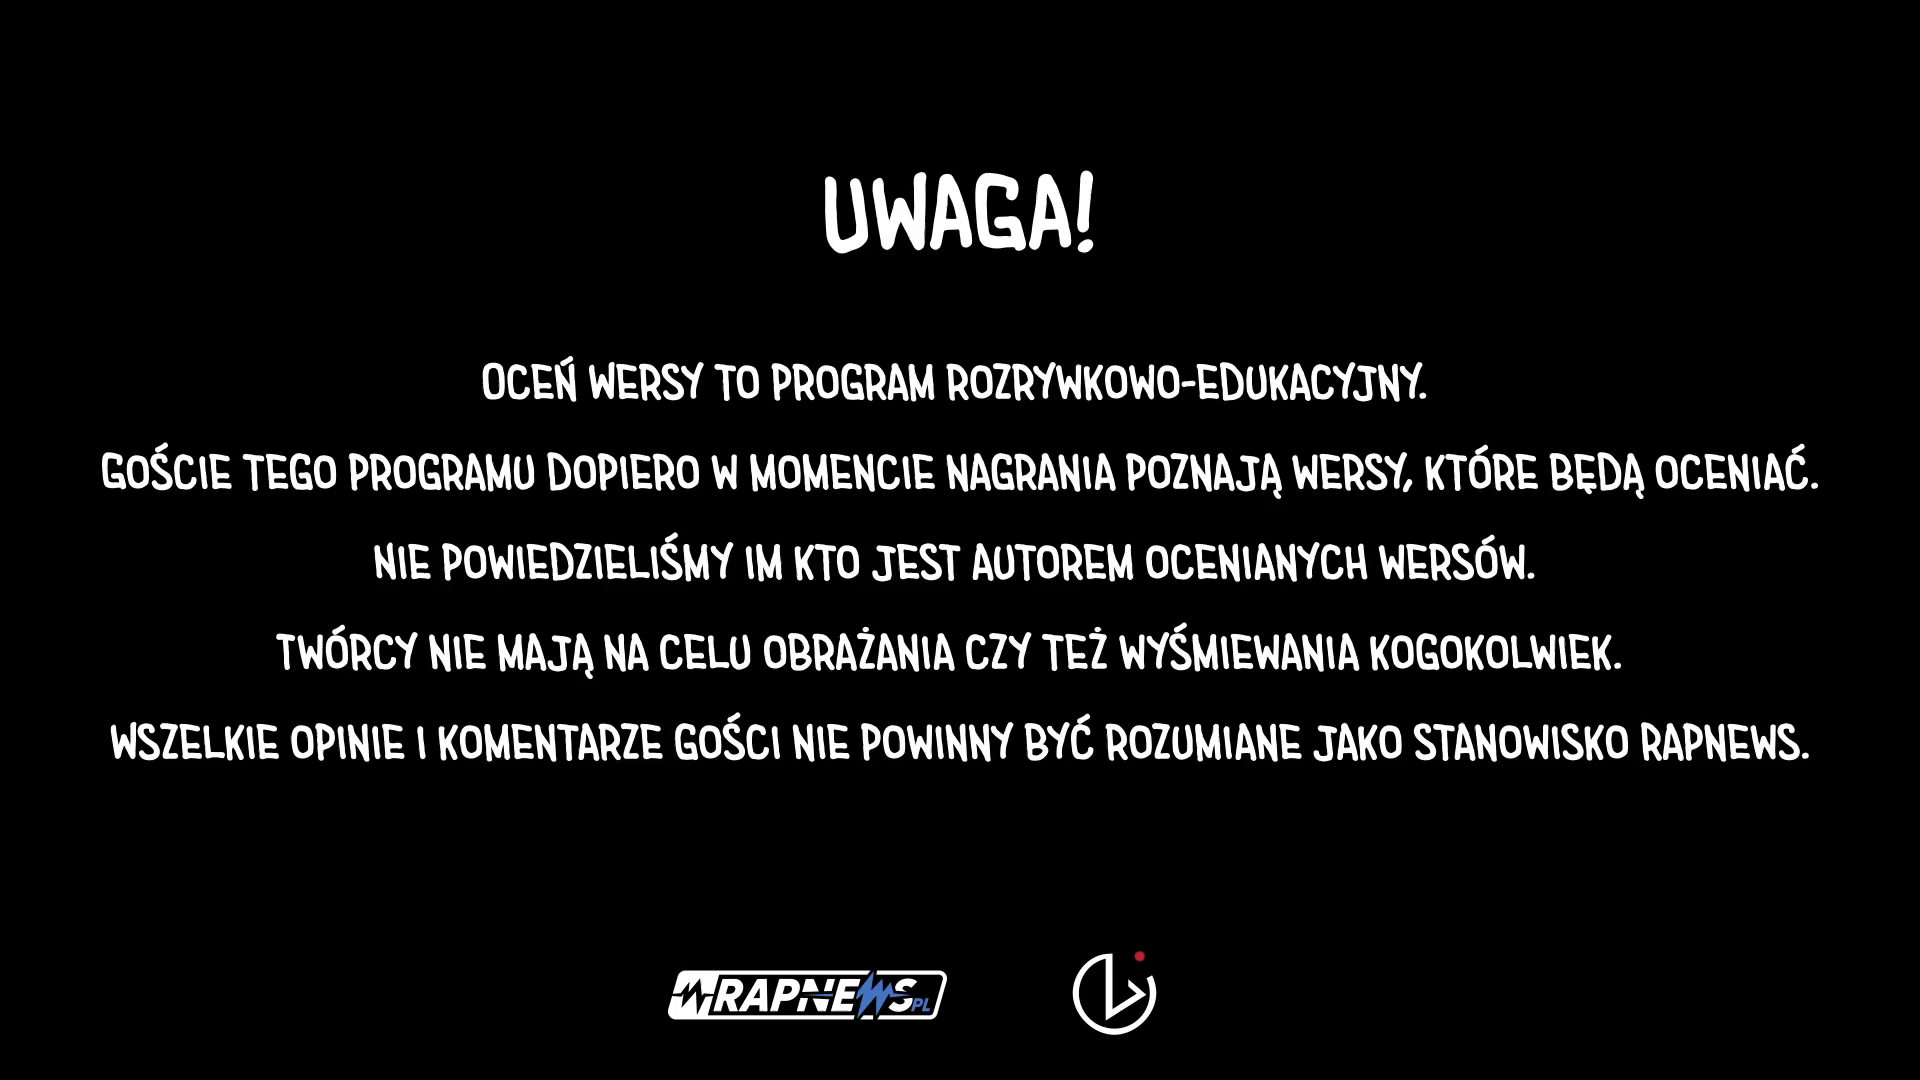 UWAGA!
OCEŃ WERSY TO PROGRAM ROZRYWKOWO-EDUKACYJNY.
GOŚCIE TEGO PROGRAMU DOPIERO W MOMENCIE NAGRANIA POZNAJĄ WERSY, KTÓRE BĘDĄ OCENIAĆ.
NIE POWIEDZIELIŚMY IM KTO JEST AUTOREM OCENIANYCH WERSÓW.
TWÓRCY NIE MAJĄ NA CELU OBRAŻANIA CZY TEŻ WYŚMIEWANIA KOGOKOLWIEK.
WSZELKIE OPINIE I KOMENTARZE GOŚCI NIE POWINNY BYĆ ROZUMIANE JAKO STANOWISKO RAPNEWS.
RAPNEWS.PL